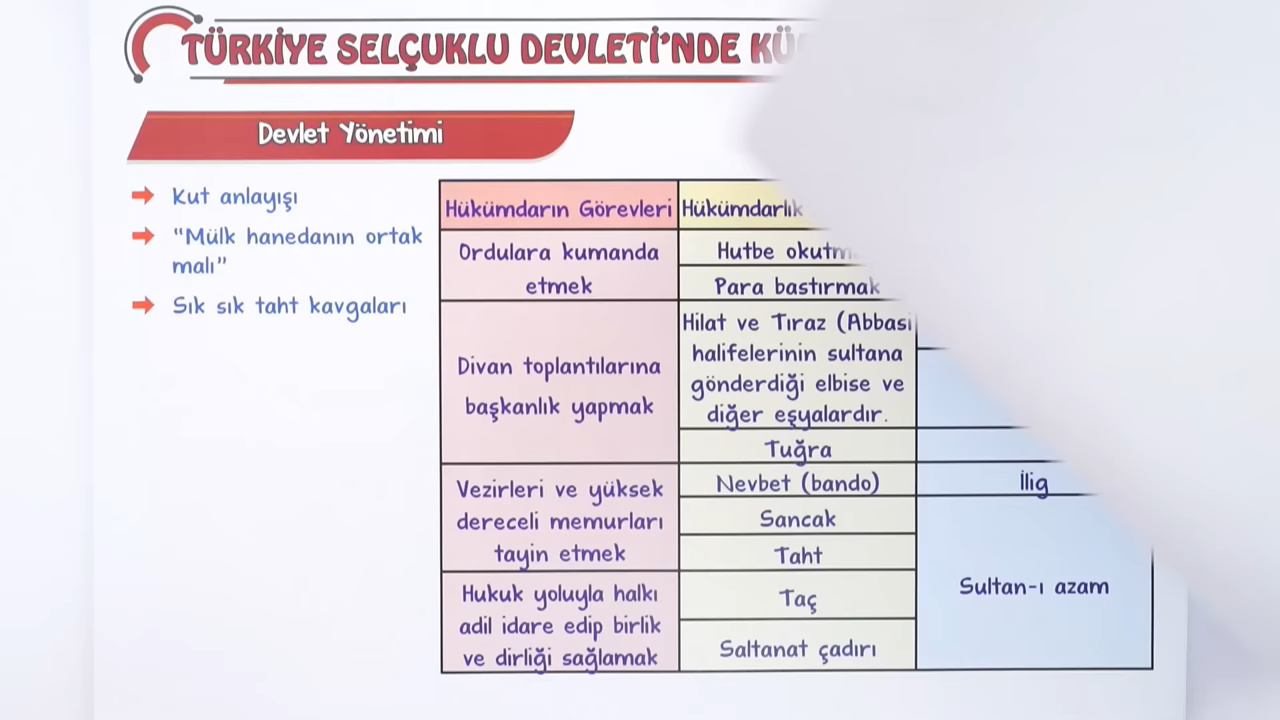 TÜRKİYE SELÇUKLU DEVLETİ'NDE
Devlet Yönetimi
Kut anlayışı
"Mülk hanedanın ortak
malı"
Sık sık taht kavgaları
Hükümdarın Görevleri
Ordulara kumanda
etmek
Divan toplantılarına
başkanlık yapmak
Vezirleri ve yüksek
dereceli memurları
tayin etmek
Hukuk yoluyla halkı
adil idare edip birlik
ve dirliği sağlamak
Hükümdarlık
Hutbe
Para bastırmak
Hilat ve Tıraz (Abbasi
halifelerinin sultana
gönderdiği elbise ve
diğer eşyalardır.
Tuğra
Nevbet (bando)
Sancak
Taht
Taç
Saltanat çadırı
İlig
Sultan-ı azam